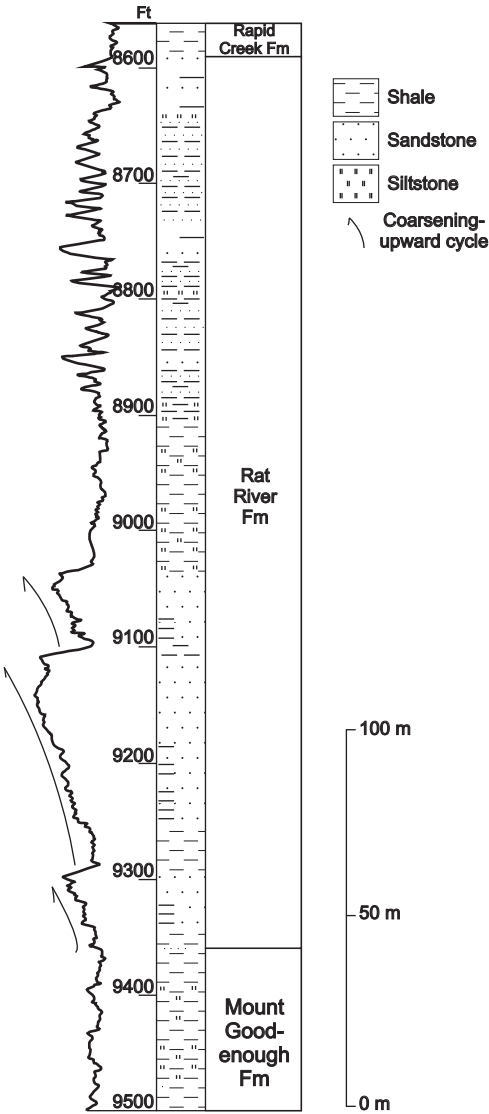 Ft
Rapid
Creek Fm
8600
Shale
Sandstone
8700
Siltstone
Coarsening-
upward cycle
8800
8900
Rat
River
Fm
9000
9100
9200
100 m
9300
50 m
9400
Mount
Good-
enough
Fm
9500
0 m